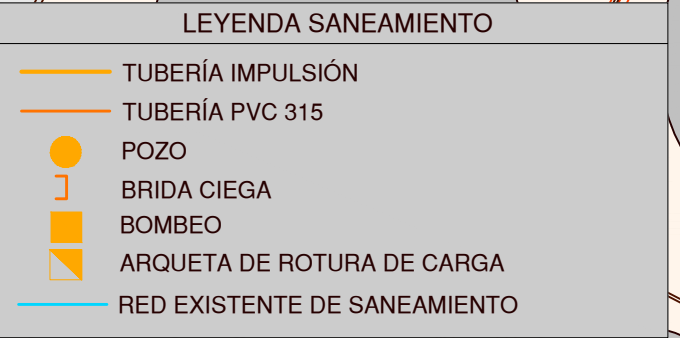 LEYENDA SANEAMIENTO
TUBERÍA IMPULSIÓN
TUBERÍA PVC 315
POZO
BRIDA CIEGA
BOMBEO
ARQUETA DE ROTURA DE CARGA
RED EXISTENTE DE SANEAMIENTO